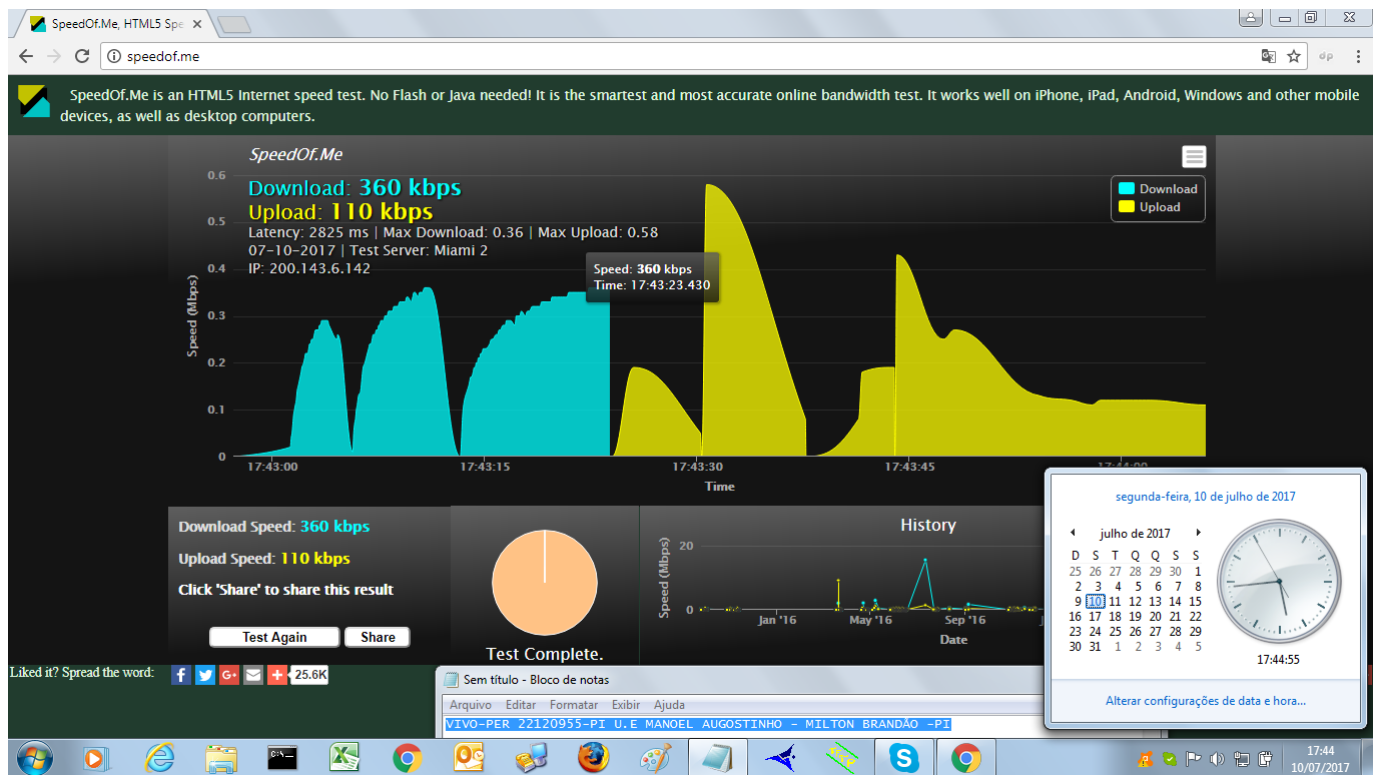 SpeedOf.Me, HTML5 Spe
speedof.me
SpeedOf.Me is an HTML5 Internet speed test. No Flash or Java needed! It is the smartest and most accurate online bandwidth test. It works well on iPhone, iPad, Android, Windows and other mobile
devices, as well as desktop computers.
SpeedOf.Me
Download: 360 kbps
Upload: 110 kbps
Latency: 2825 ms | Max Download: 0.36 | Max Upload: 0.58
07-10-2017 | Test Server: Miami 2
IP: 200.143.6.142
Download
Upload
Speed: 360 kbps
Time: 17:43:23.430
Speed (Mbps)
0.6
0.5
0.4
0.3
0.2
0.1
0
17:43:00 17:43:15 17:43:30 17:43:45 17:44:00
Time
Download Speed: 360 kbps
Upload Speed: 110 kbps
Click 'Share' to share this result
Test Again Share
Test Complete.
History
Speed (Mbps)
20
0
Jan '16 May '16 Sep '16
Date
segunda-feira, 10 de julho de 2017
julho de 2017
D S T Q Q S S
25 26 27 28 29 30 1
2 3 4 5 6 7 8
9 10 11 12 13 14 15
16 17 18 19 20 21 22
23 24 25 26 27 28 29
30 31 1 2 3 4 5
17:44:55
Alterar configurações de data e hora...
Liked it? Spread the word:
25.6K
Sem título - Bloco de notas
Arquivo Editar Formatar Exibir Ajuda
VIVO-PER 22120955-PI U.E MANOEL AUGOSTINHO - MILTON BRANDÃO -PI
17:44
10/07/2017